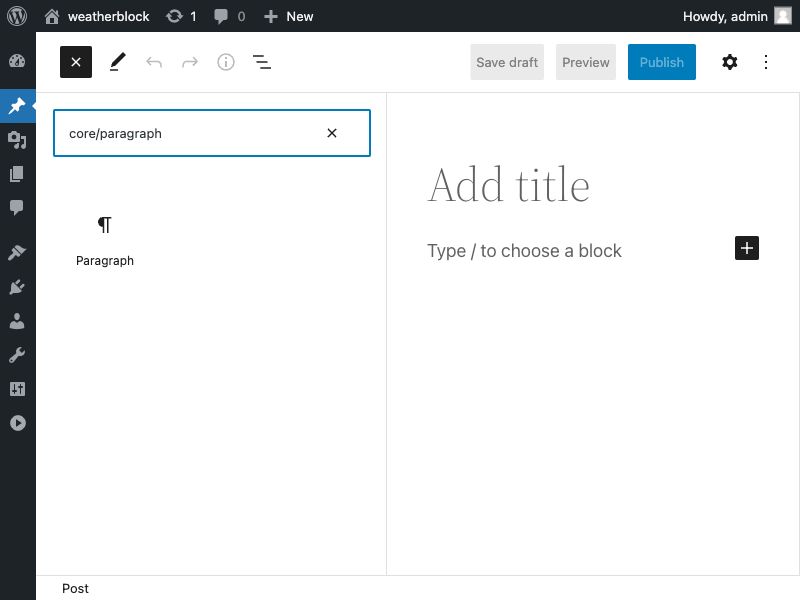 weatherblock 1 0 New Howdy, admin
Save draft Preview Publish
core/paragraph
Add title
Type / to choose a block
Paragraph
Post